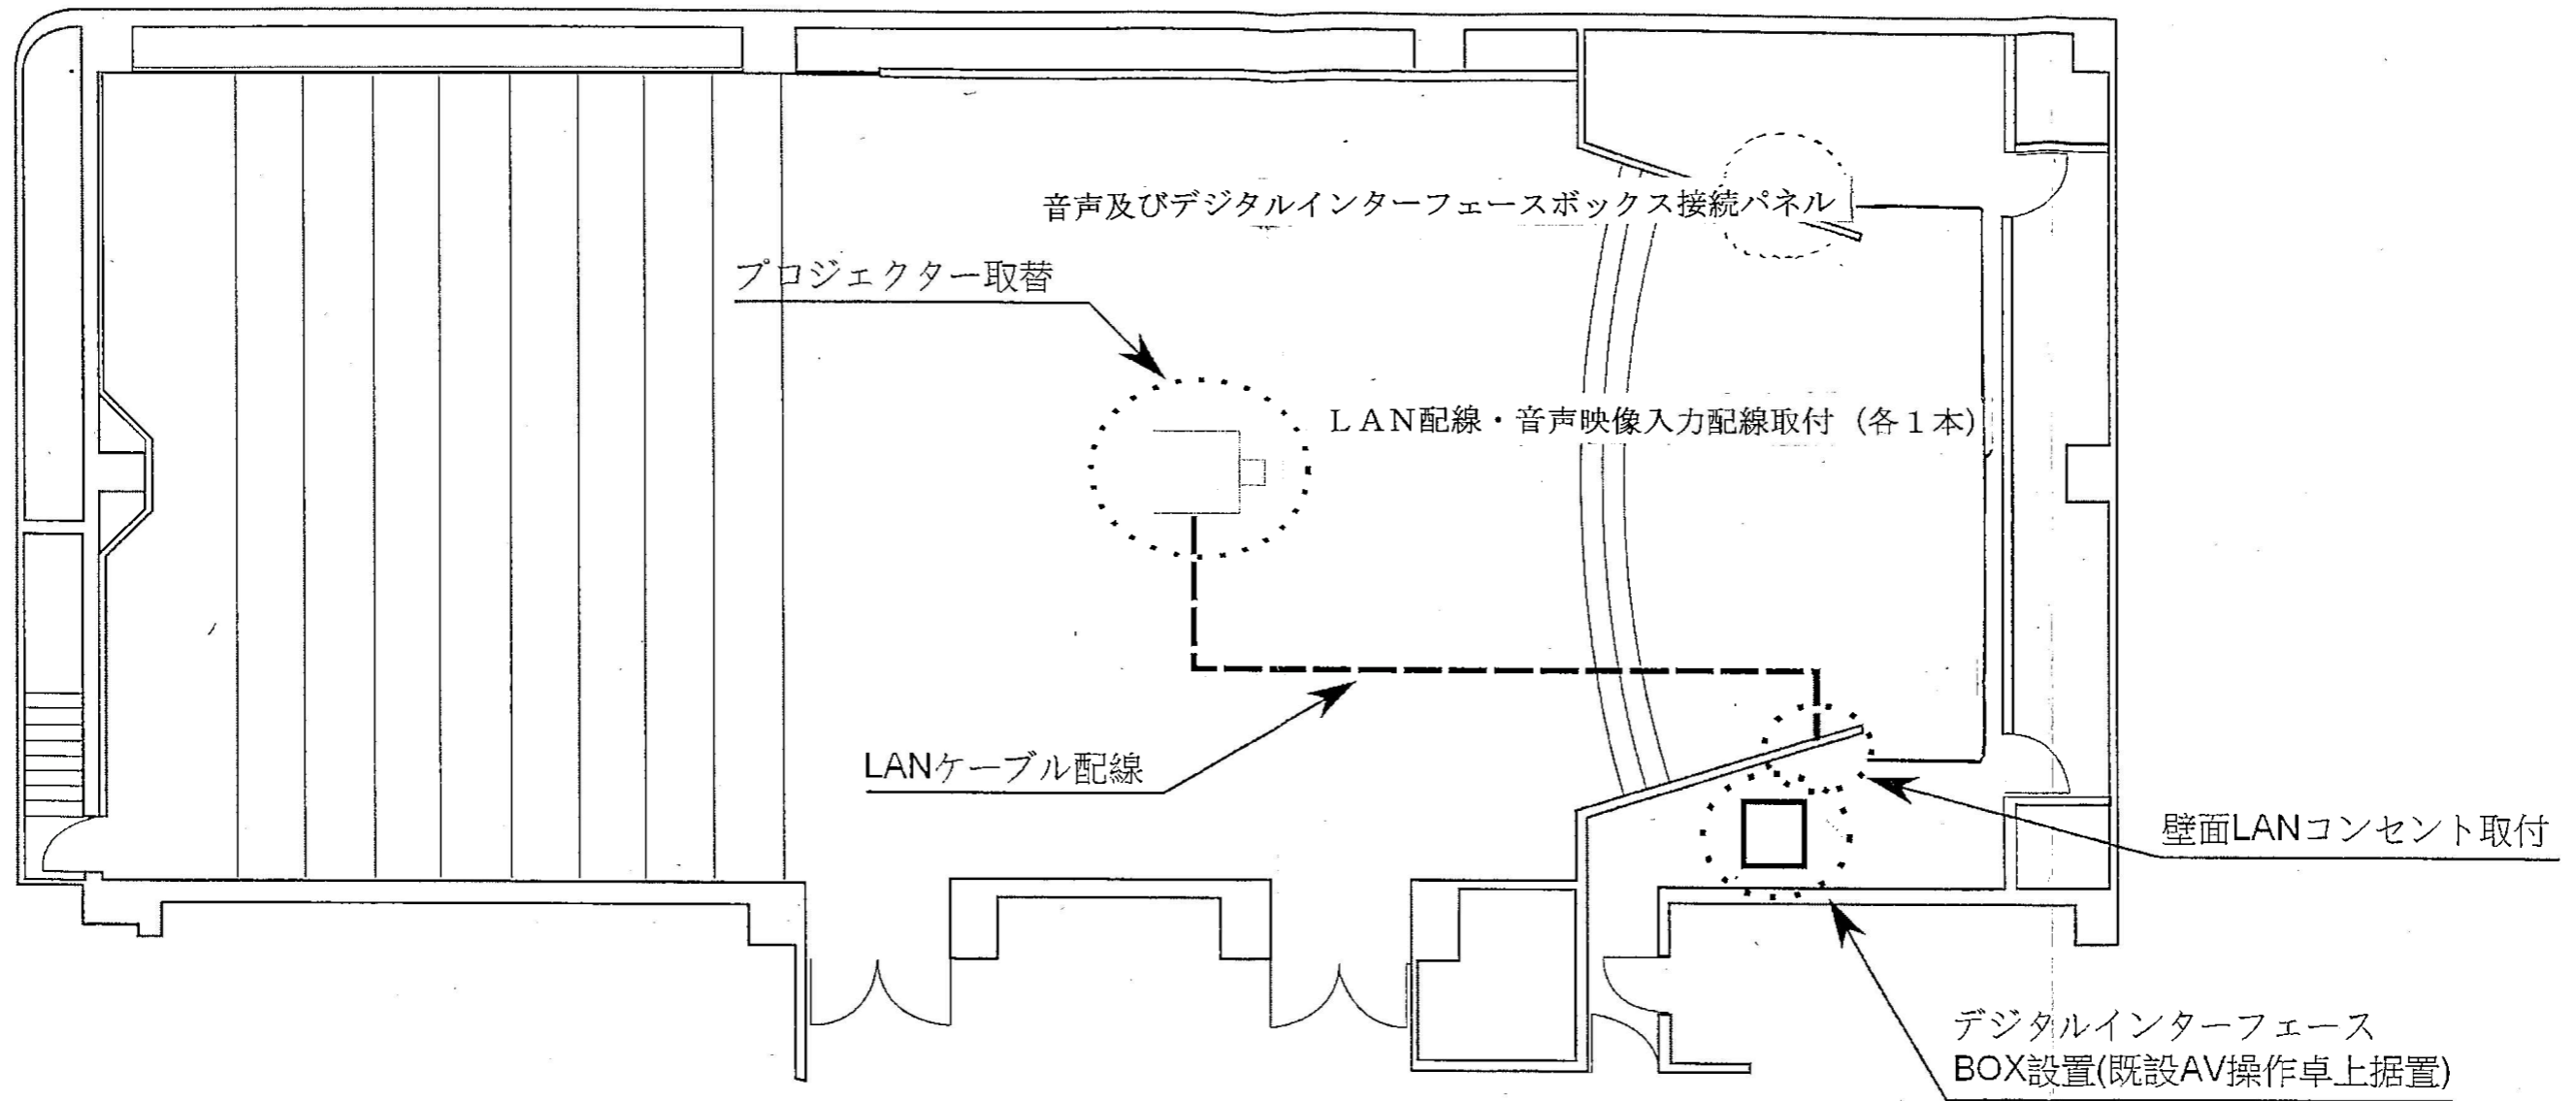 音声及びデジタルインターフェースボックス接続パネル
プロジェクター取替
LAN配線・音声映像入力配線取付（各1本）
LANケーブル配線
壁面LANコンセント取付
デジタルインターフェース
BOX設置(既設AV操作卓上据置)